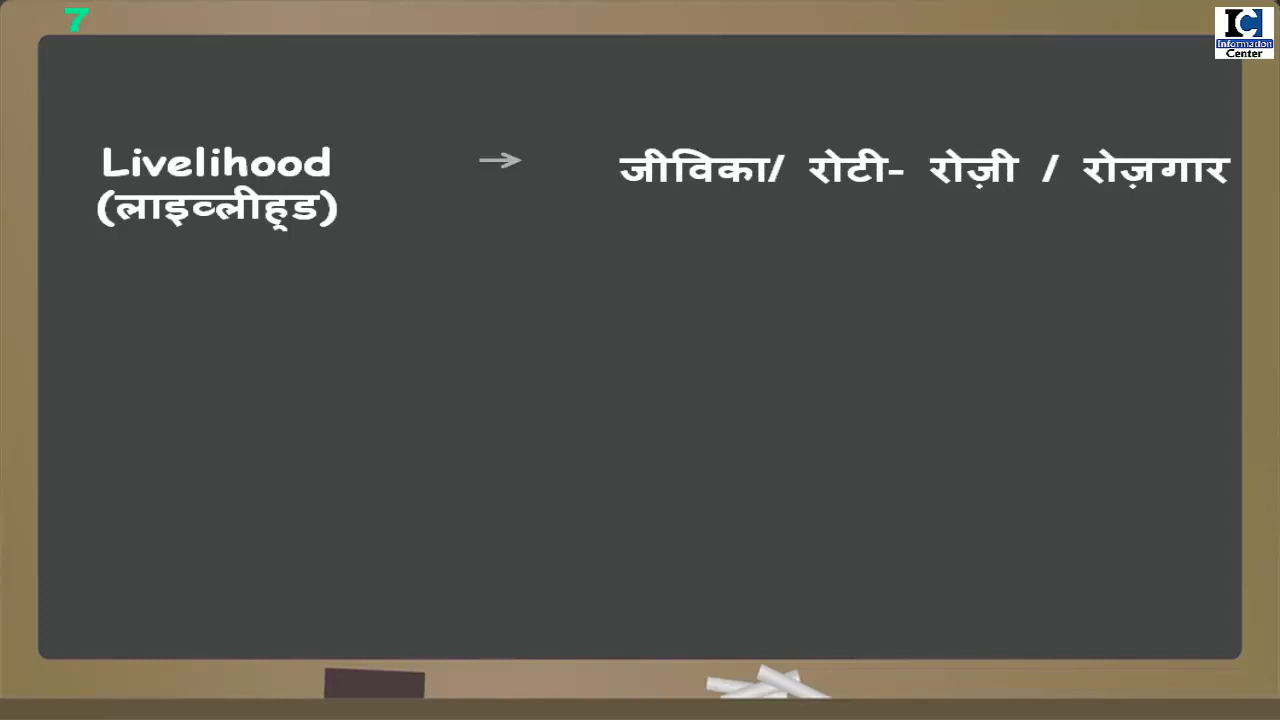 7
IC
Information
Center
Livelihood → जीविका/ रोटी- रोज़ी / रोज़गार
(लाइव्लीहु्ड)